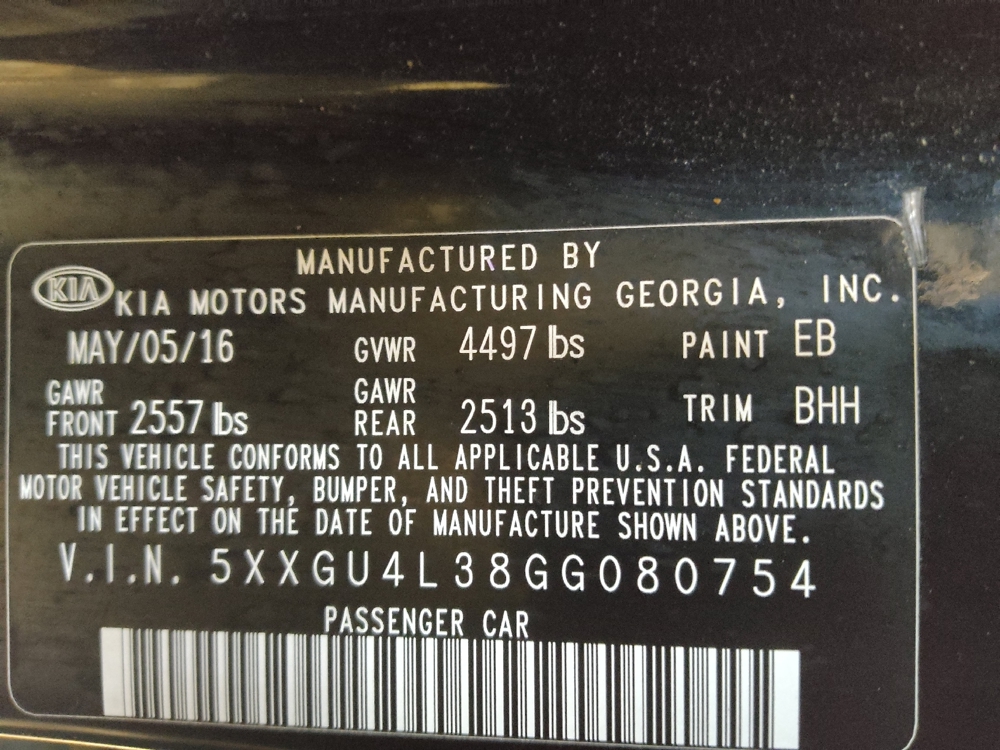 MANUFACTURED BY
KIA KIA MOTORS MANUFACTURING GEORGIA, INC.
MAY/05/16 GVWR 4497 lbs PAINT EB
GAWR FRONT 2557 lbs GAWR REAR 2513 lbs TRIM BHH
THIS VEHICLE CONFORMS TO ALL APPLICABLE U.S.A. FEDERAL
MOTOR VEHICLE SAFETY, BUMPER, AND THEFT PREVENTION STANDARDS
IN EFFECT ON THE DATE OF MANUFACTURE SHOWN ABOVE.
V.I.N. 5XXGU4L38GG080754
PASSENGER CAR